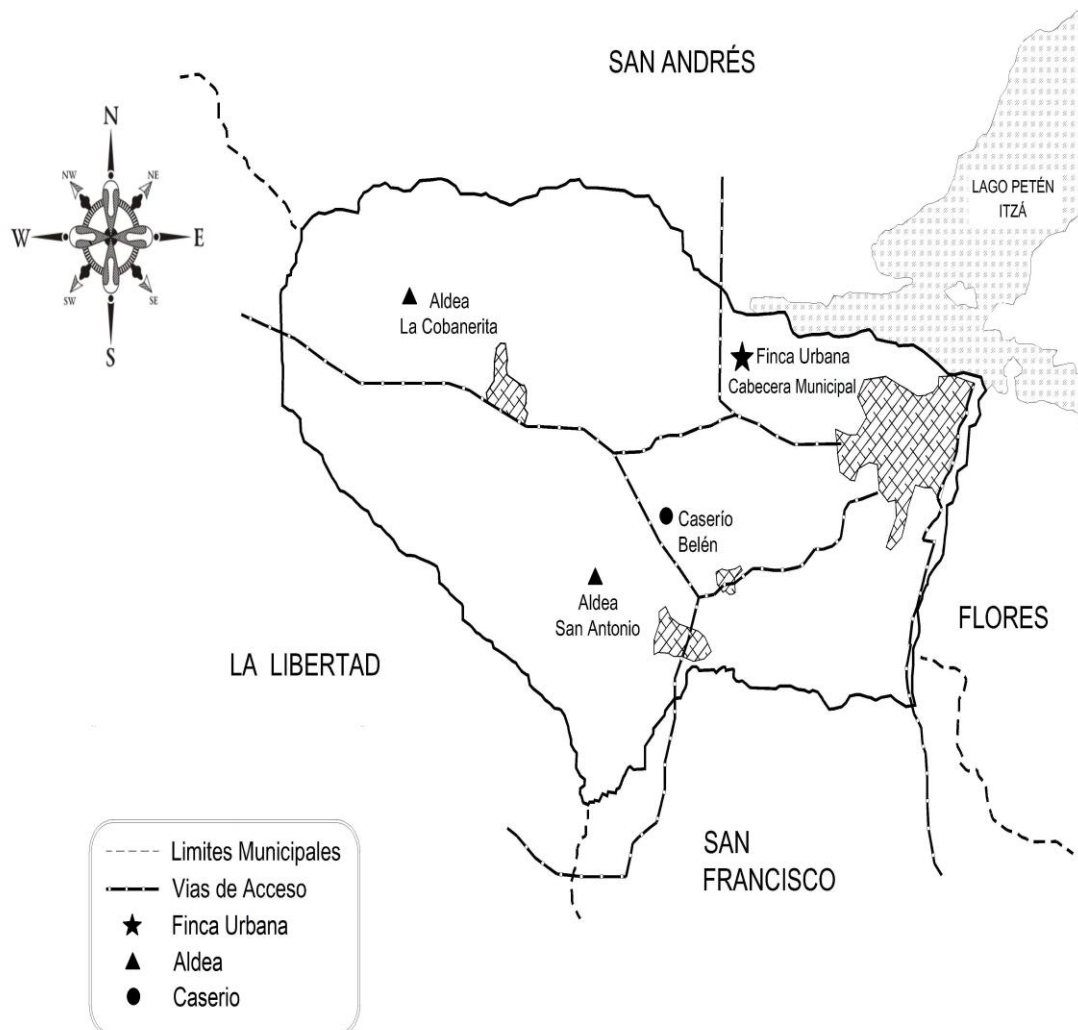 SAN ANDRÉS
N
NW
NE
W
E
SW
SE
S
LAGO PETÉN
ITZÁ
Aldea
La Cobanerita
Finca Urbana
Cabecera Municipal
Caserío
Belén
Aldea
San Antonio
FLORES
LA LIBERTAD
SAN
FRANCISCO
Limites Municipales
Vias de Acceso
Finca Urbana
Aldea
Caserio